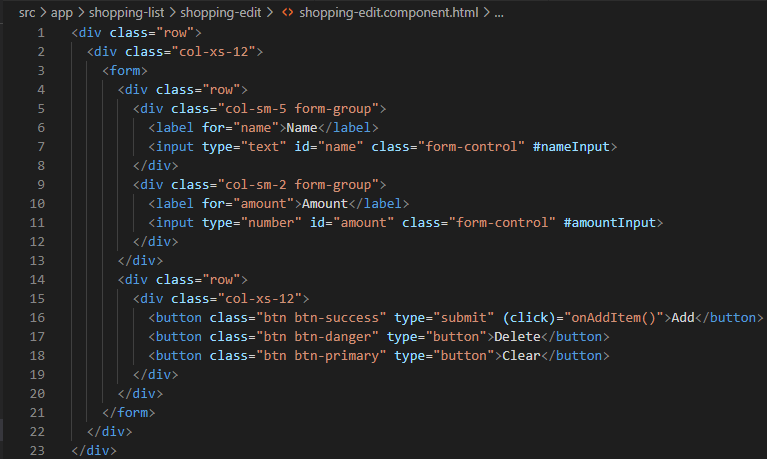 src > app > shopping-list > shopping-edit > <> shopping-edit.component.html > ...
1 <div class="row">
2 <div class="col-xs-12">
3 <form>
4 <div class="row">
5 <div class="col-sm-5 form-group">
6 <label for="name">Name</label>
7 <input type="text" id="name" class="form-control" #nameInput>
8 </div>
9 <div class="col-sm-2 form-group">
10 <label for="amount">Amount</label>
11 <input type="number" id="amount" class="form-control" #amountInput>
12 </div>
13 </div>
14 <div class="row">
15 <div class="col-xs-12">
16 <button class="btn btn-success" type="submit" (click)="onAddItem()">Add</button>
17 <button class="btn btn-danger" type="button">Delete</button>
18 <button class="btn btn-primary" type="button">Clear</button>
19 </div>
20 </div>
21 </form>
22 </div>
23 </div>